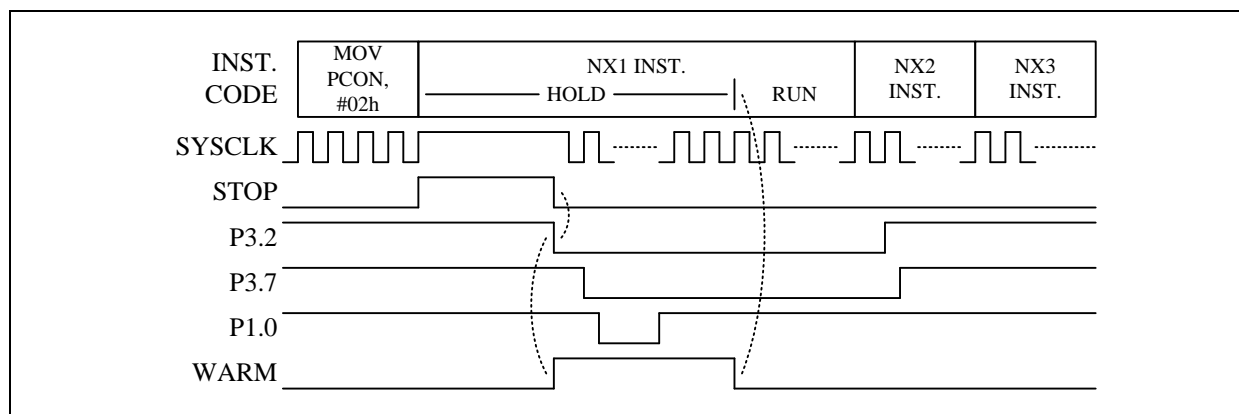 INST.
CODE
MOV
PCON,
#02h
NX1 INST.
HOLD
RUN
NX2
INST.
NX3
INST.
SYSCLK
STOP
P3.2
P3.7
P1.0
WARM